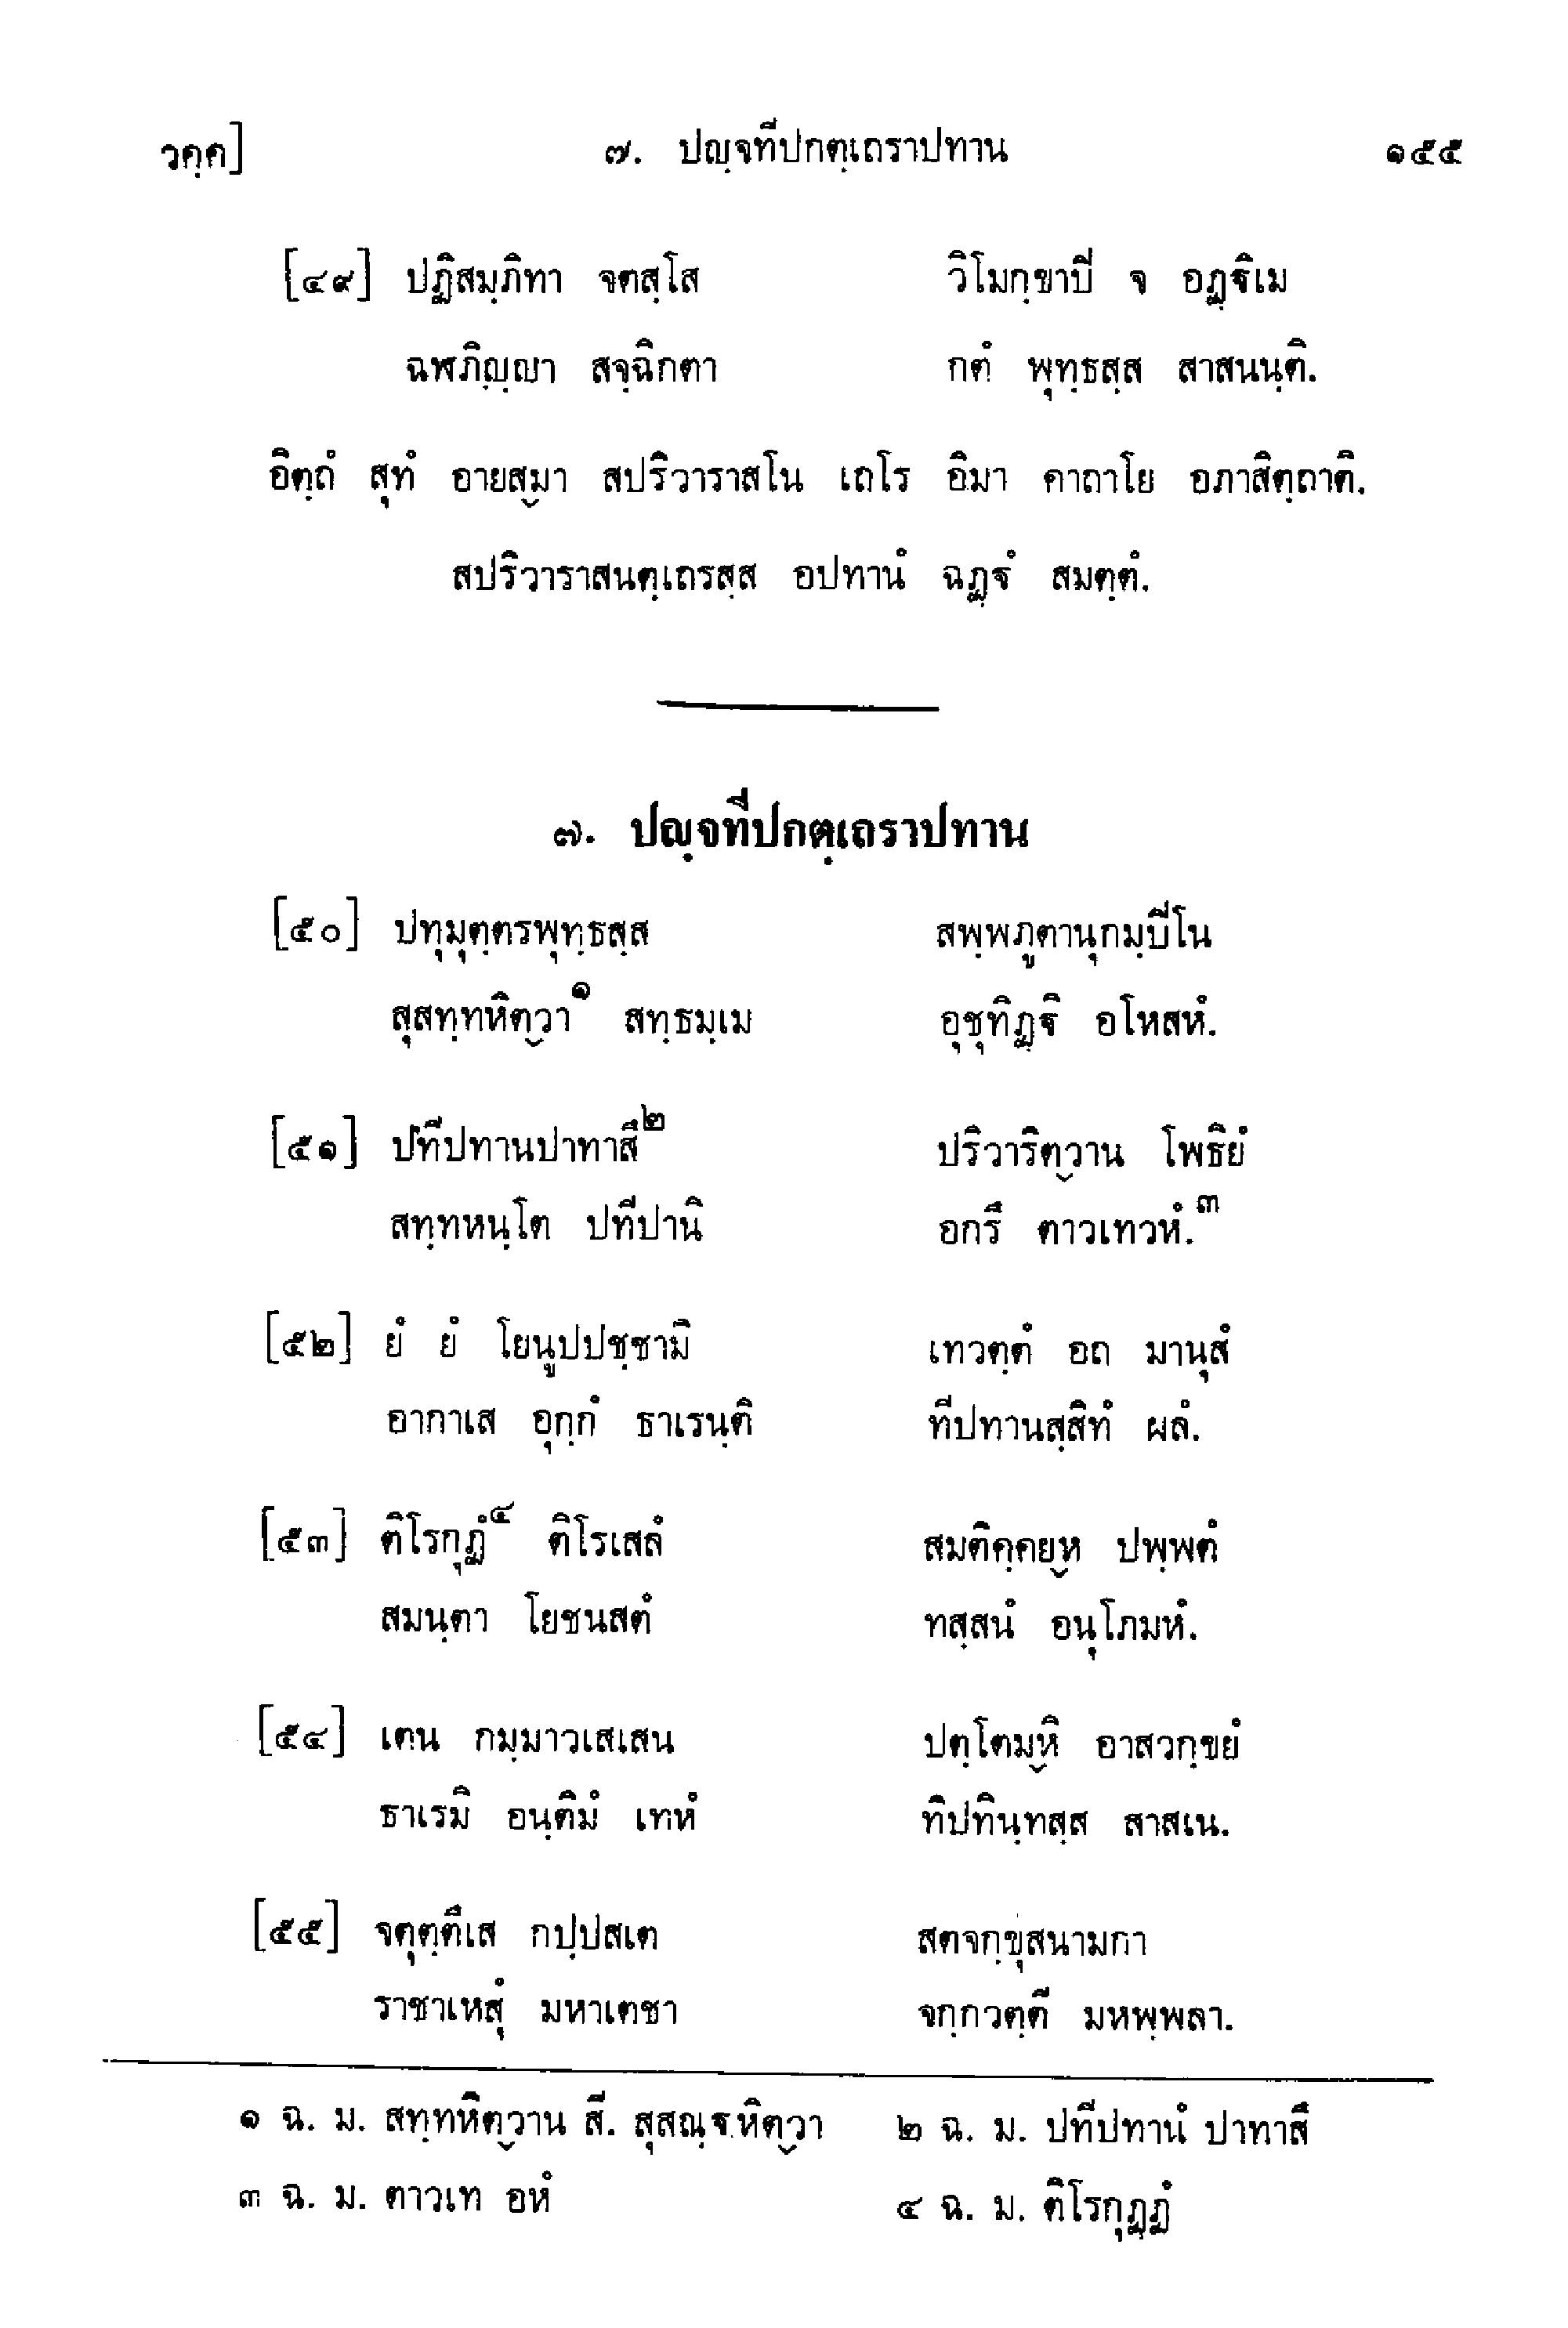 วคฺค] ๗. ปญฺจทีปกตฺเถราปทาน ๑๕๕
[๔๙] ปฏิสมฺภิทา จตสฺโส วิโมกฺขาปิ จ อฏฺฐิเม
ฉฬภิญฺญา สจฺฉิกตา กตํ พุทฺธสฺส สาสนนฺติ.
อิตฺถํ สุทํ อายสฺมา สปริวาราสโน เถโร อิมา คาถาโย อภาสิตฺถาติ.
สปริวาราสนตฺเถรสฺส อปทานํ ฉฏฺฐํ สมตฺตํ.
๗. ปญฺจทีปกตฺเถราปทาน
[๕๐] ปทุมุตฺตรพุทฺธสฺส สพฺพภูตานุกมฺปิโน
สุสทฺทหิตฺวา๑ สทฺธมฺเม อุชุทิฏฺฐิ อโหสหํ.
[๕๑] ปทีปทานปาทาสึ๒ ปริวาริตฺวาน โพธิยํ
สทฺทหนฺโต ปทีปานิ อกรึ ตาวเทวหํ.๓
[๕๒] ยํ ยํ โยนูปปชฺชามิ เทวตฺตํ อถ มานุสํ
อากาเส อุกฺกํ ธาเรนฺติ ทีปทานสฺสิทํ ผลํ.
[๕๓] ติโรกุฏํ๔ ติโรเสลํ สมติคฺคยฺห ปพฺพตํ
สมนฺตา โยชนสตํ ทสฺสนํ อนุโภมหํ.
[๕๔] เตน กมฺมาวเสเสน ปตฺโตมฺหิ อาสวกฺขยํ
ธาเรมิ อนฺติมํ เทหํ ทิปทินฺทสฺส สาสเน.
[๕๕] จตุตฺตึเส กปฺปสเต สตจกฺขุสนามกา
ราชาเหสุํ มหาเตชา จกฺกวตฺตี มหพฺพลา.
๑ ฉ. ม. สทฺทหิตฺวาน สี. สุสณฺฐหิตฺวา ๒ ฉ. ม. ปทีปทานํ ปาทาสึ
๓ ฉ. ม. ตาวเท อหํ ๔ ฉ. ม. ติโรกุฏฺฏํ